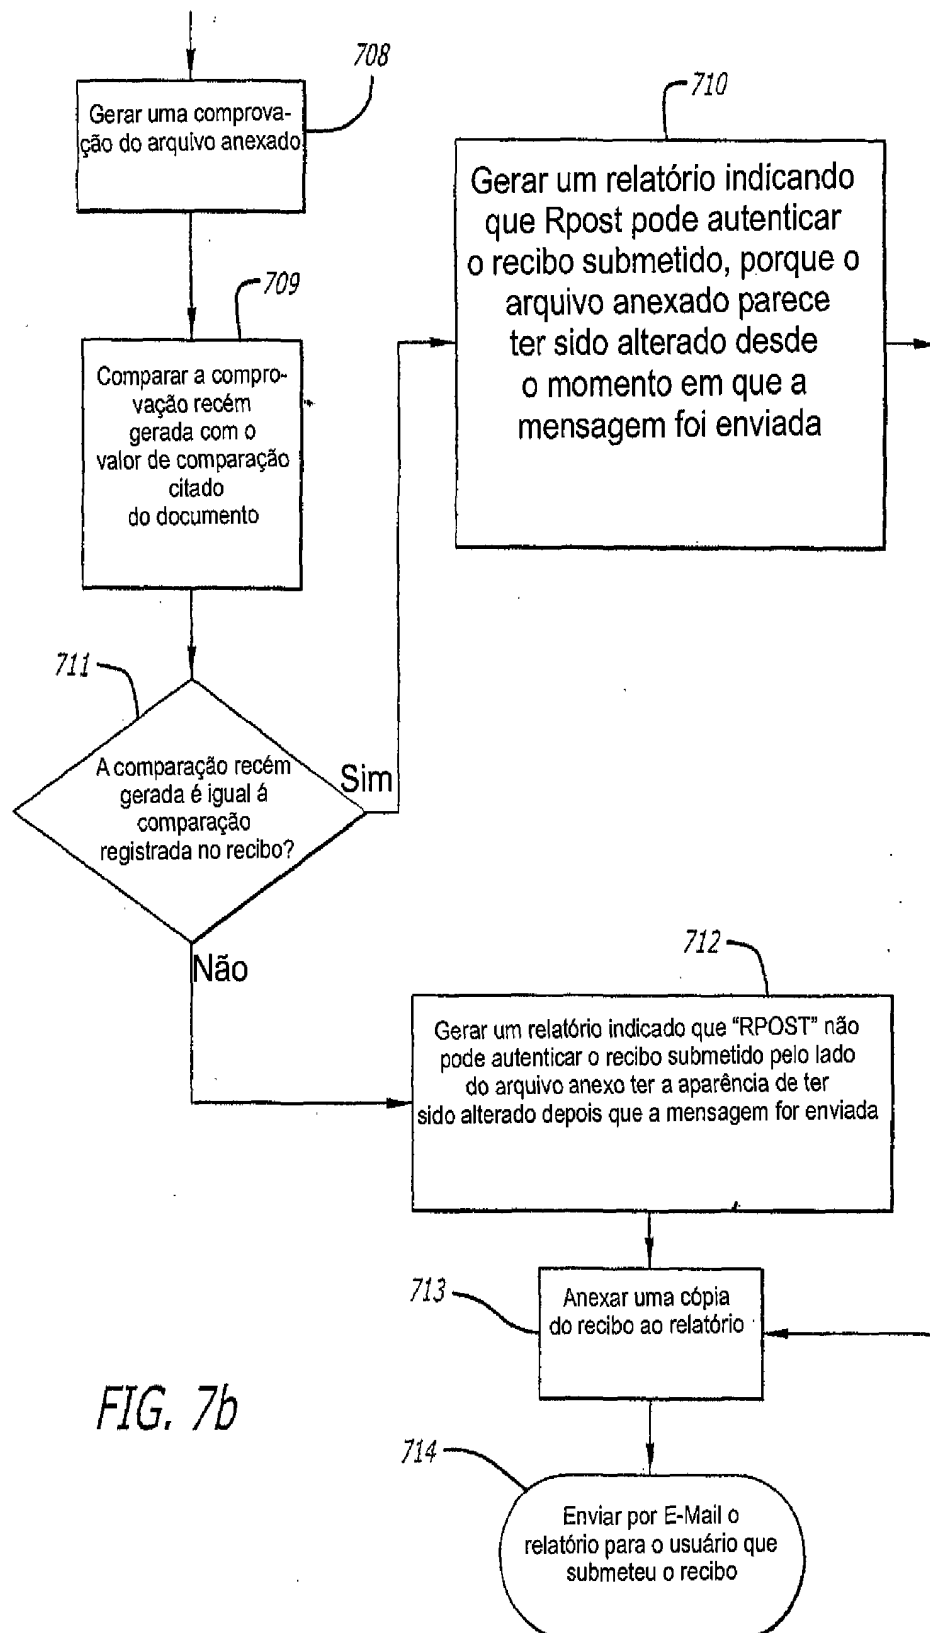 708
Gerar uma comprova-
ção do arquivo anexado
709
Comparar a compro-
vação recém
gerada com o
valor de comparação
citado
do documento
710
Gerar um relatório indicando
que Rpost pode autenticar
o recibo submetido, porque o
arquivo anexado parece
ter sido alterado desde
o momento em que a
mensagem foi enviada
711
A comparação recém
gerada é igual á
comparação
registrada no recibo?
Sim
Não
712
Gerar um relatório indicado que “RPOST” não
pode autenticar o recibo submetido pelo lado
do arquivo anexo ter a aparência de ter
sido alterado depois que a mensagem for enviada
713
Anexar uma cópia
do recibo ao relatório
FIG. 7b
714
Enviar por E-Mail o
relatório para o usuário que
submeteu o recibo